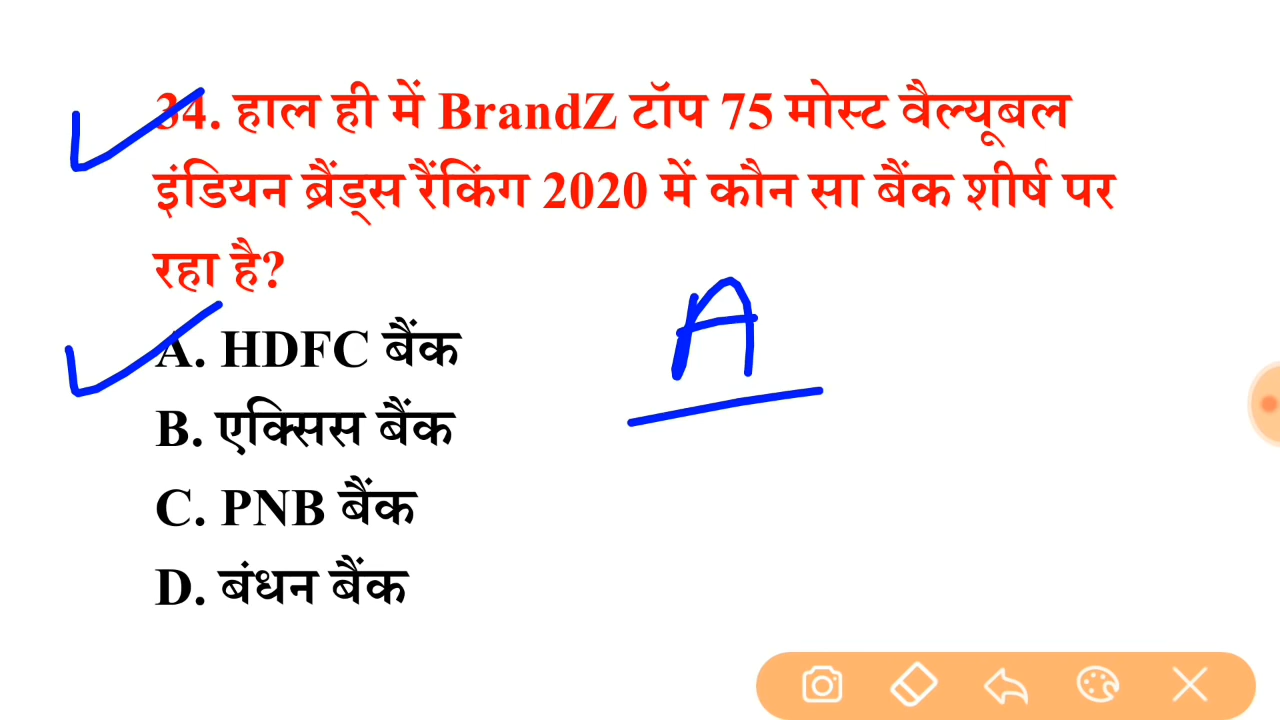 34. हाल ही में BrandZ टॉप 75 मोस्ट वैल्यूबल
इंडियन ब्रैंड्स रैंकिंग 2020 में कौन सा बैंक शीर्ष पर
रहा है?
A. HDFC बैंक
A
B. एक्सिस बैंक
C. PNB बैंक
D. बंधन बैंक